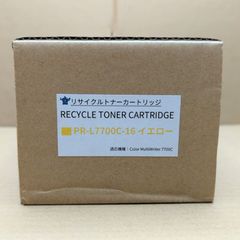 リサイクルトナーカートリッジ
RECYCLE TONER CARTRIDGE
PR-L7700C-16 イエロー
適応機種：Color MultiWriter 7700C